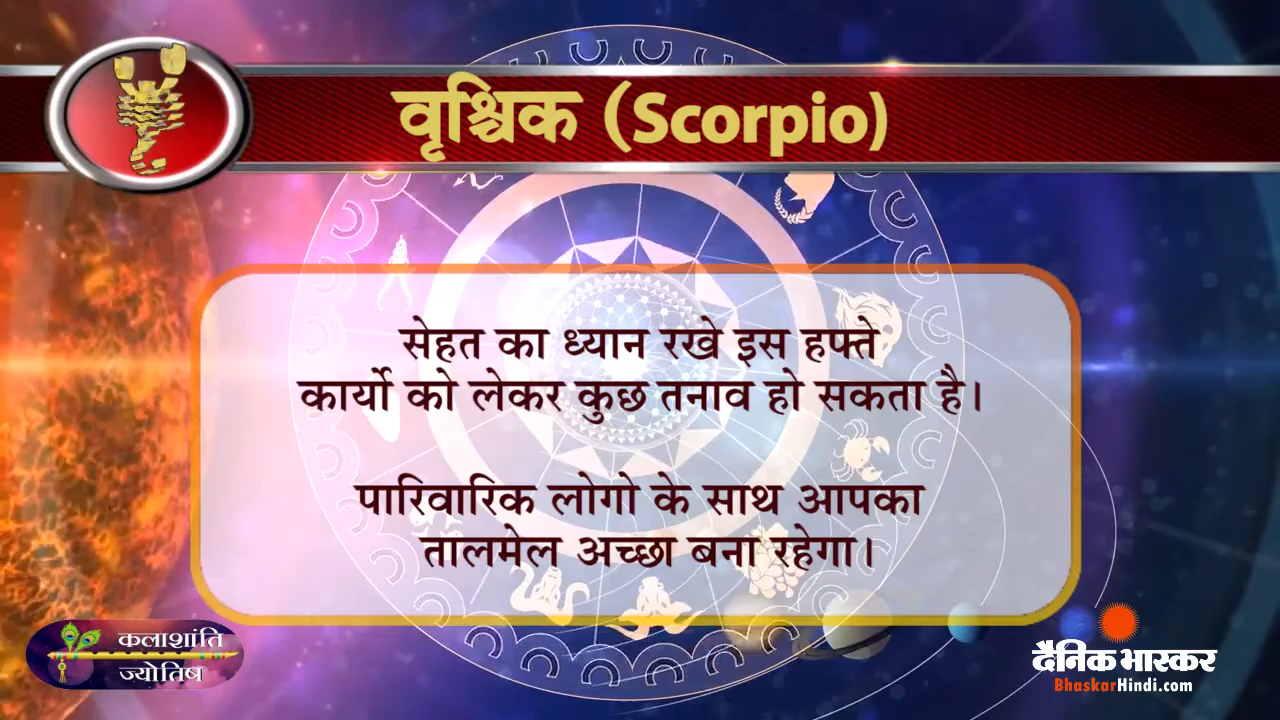 वृश्चिक (Scorpio)
सेहत का ध्यान रखे इस हफ्ते
कार्यो को लेकर कुछ तनाव हो सकता है।
पारिवारिक लोगो के साथ आपका
तालमेल अच्छा बना रहेगा।
कलाशांति
ज्योतिष
दैनिक भास्कर
BhaskarHindi.com